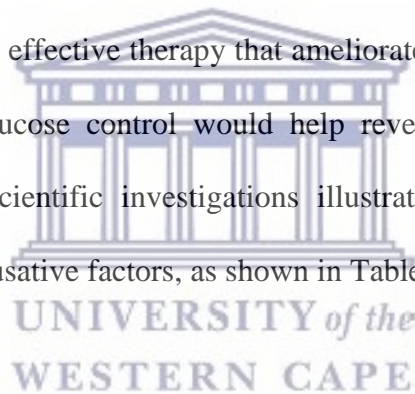 effective therapy that ameliorate
ucose control would help reve
cientific investigations illustrat
usative factors, as shown in Table
UNIVERSITY of the
WESTERN CAPE